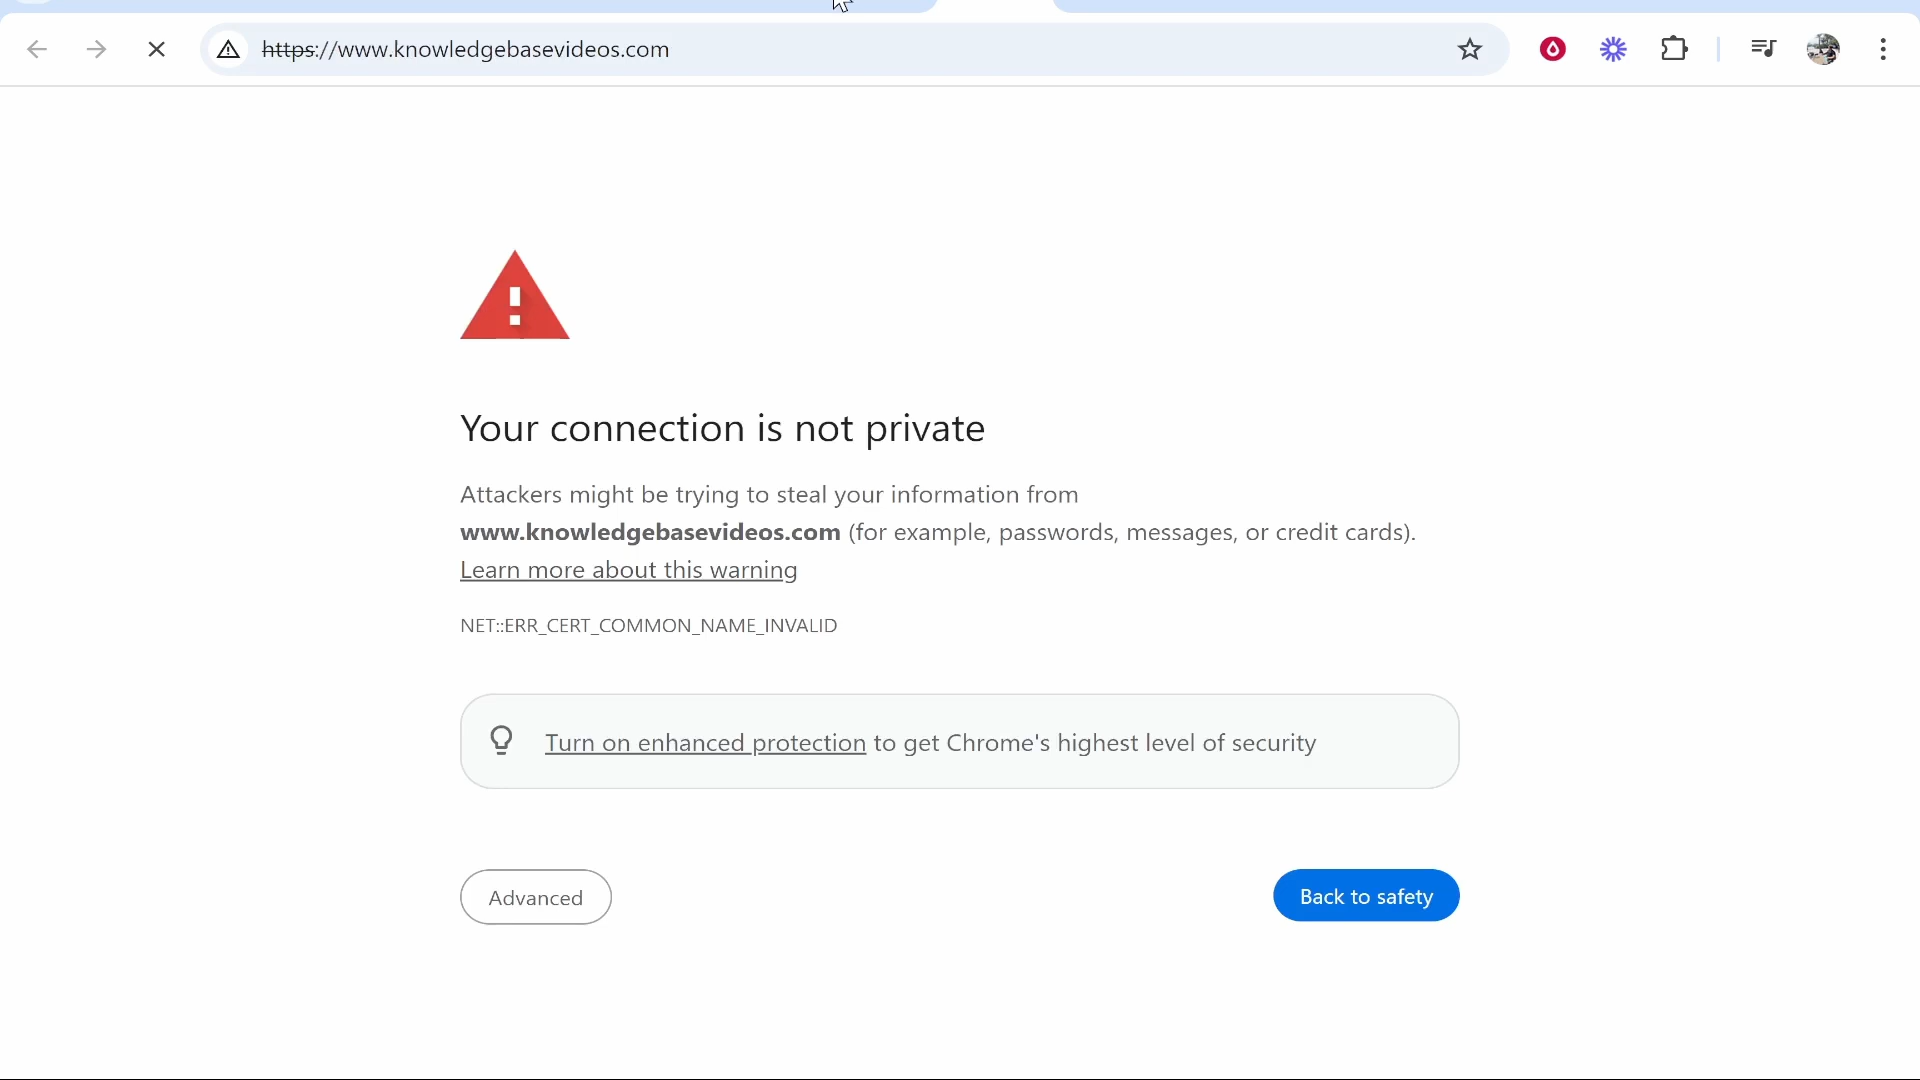 https://www.knowledgebasevideos.com
Your connection is not private
Attackers might be trying to steal your information from
www.knowledgebasevideos.com (for example, passwords, messages, or credit cards).
Learn more about this warning
NET::ERR_CERT_COMMON_NAME_INVALID
Turn on enhanced protection to get Chrome's highest level of security
Advanced
Back to safety